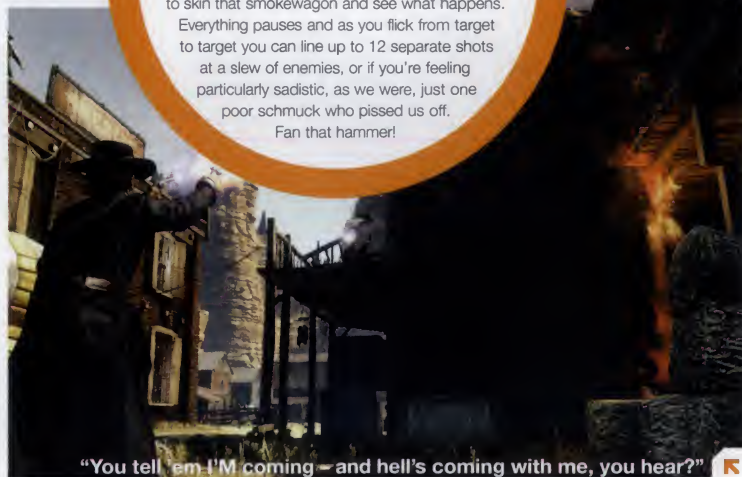 to skin that smokewagon and see what happens.
Everything pauses and as you flick from target
to target you can line up to 12 separate shots
at a slew of enemies, or if you're feeling
particularly sadistic, as we were, just one
poor schmuck who pissed us off.
Fan that hammer!
"You tell 'em I'M coming – and hell's coming with me, you hear?"